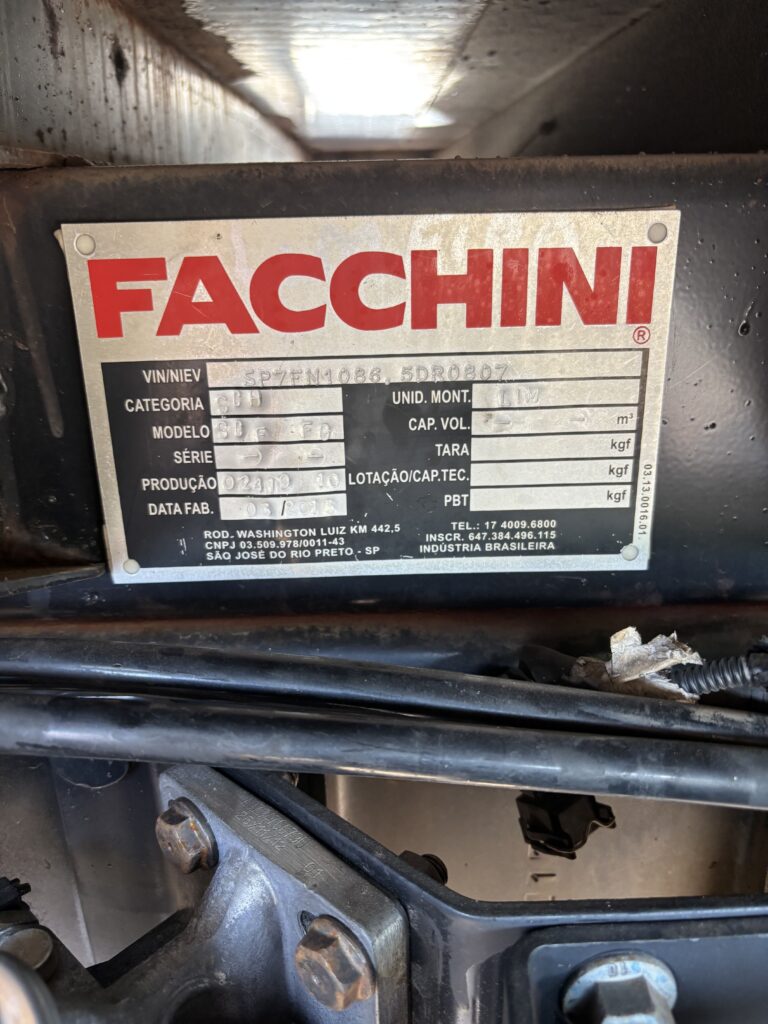 FACCHINI®
VIN/NIEV
CATEGORIA
MODELO
SÉRIE
PRODUÇÃO
DATA FAB.
UNID. MONT. LIM
CAP. VOL. m³
TARA kgf
LOTAÇÃO/CAP.TEC. kgf
PBT kgf
03.13.0016.01.
ROD. WASHINGTON LUIZ KM 442,5
CNPJ 03.509.978/0011-43
SÃO JOSÉ DO RIO PRETO - SP
TEL.: 17 4009.6800
INSCR. 647.384.496.115
INDÚSTRIA BRASILEIRA